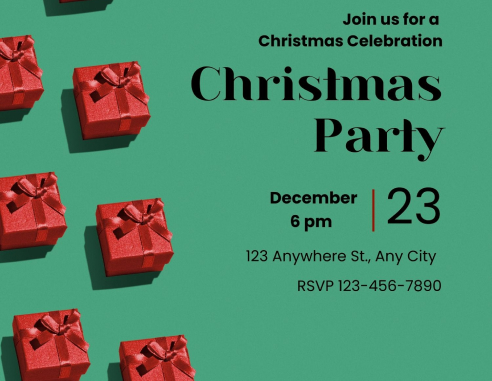 Join us for a
Christmas Celebration
Christmas
Party
December
6 pm
23
123 Anywhere St., Any City
RSVP 123-456-7890